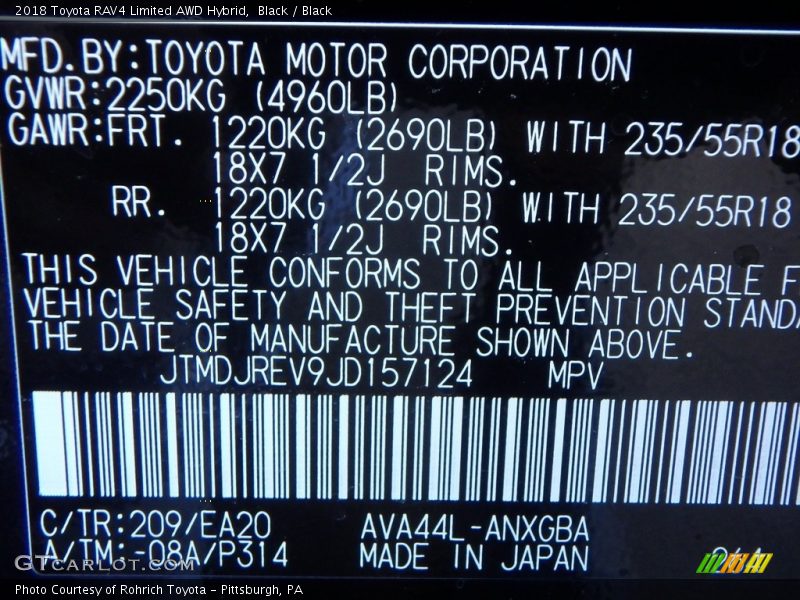 2018 Toyota RAV4 Limited AWD Hybrid,  Black / Black
MFD.BY:TOYOTA MOTOR CORPORATION
GVWR:2250KG (4960LB)
GAWR:FRT. 1220KG (2690LB) WITH 235/55R18
18X7 1/2J RIMS.
RR. 1220KG (2690LB) WITH 235/55R18
18X7 1/2J RIMS.
THIS VEHICLE CONFORMS TO ALL APPLICABLE F
VEHICLE SAFETY AND THEFT PREVENTION STANDA
THE DATE OF MANUFACTURE SHOWN ABOVE.
JTMDJREV9JD157124 MPV
C/TR:209/EA20 AVA44L-ANXGBA
A/TM:-08A/P314 MADE IN JAPAN
GTCARLOT.COM
Photo Courtesy of Rohrich Toyota - Pittsburgh, PA